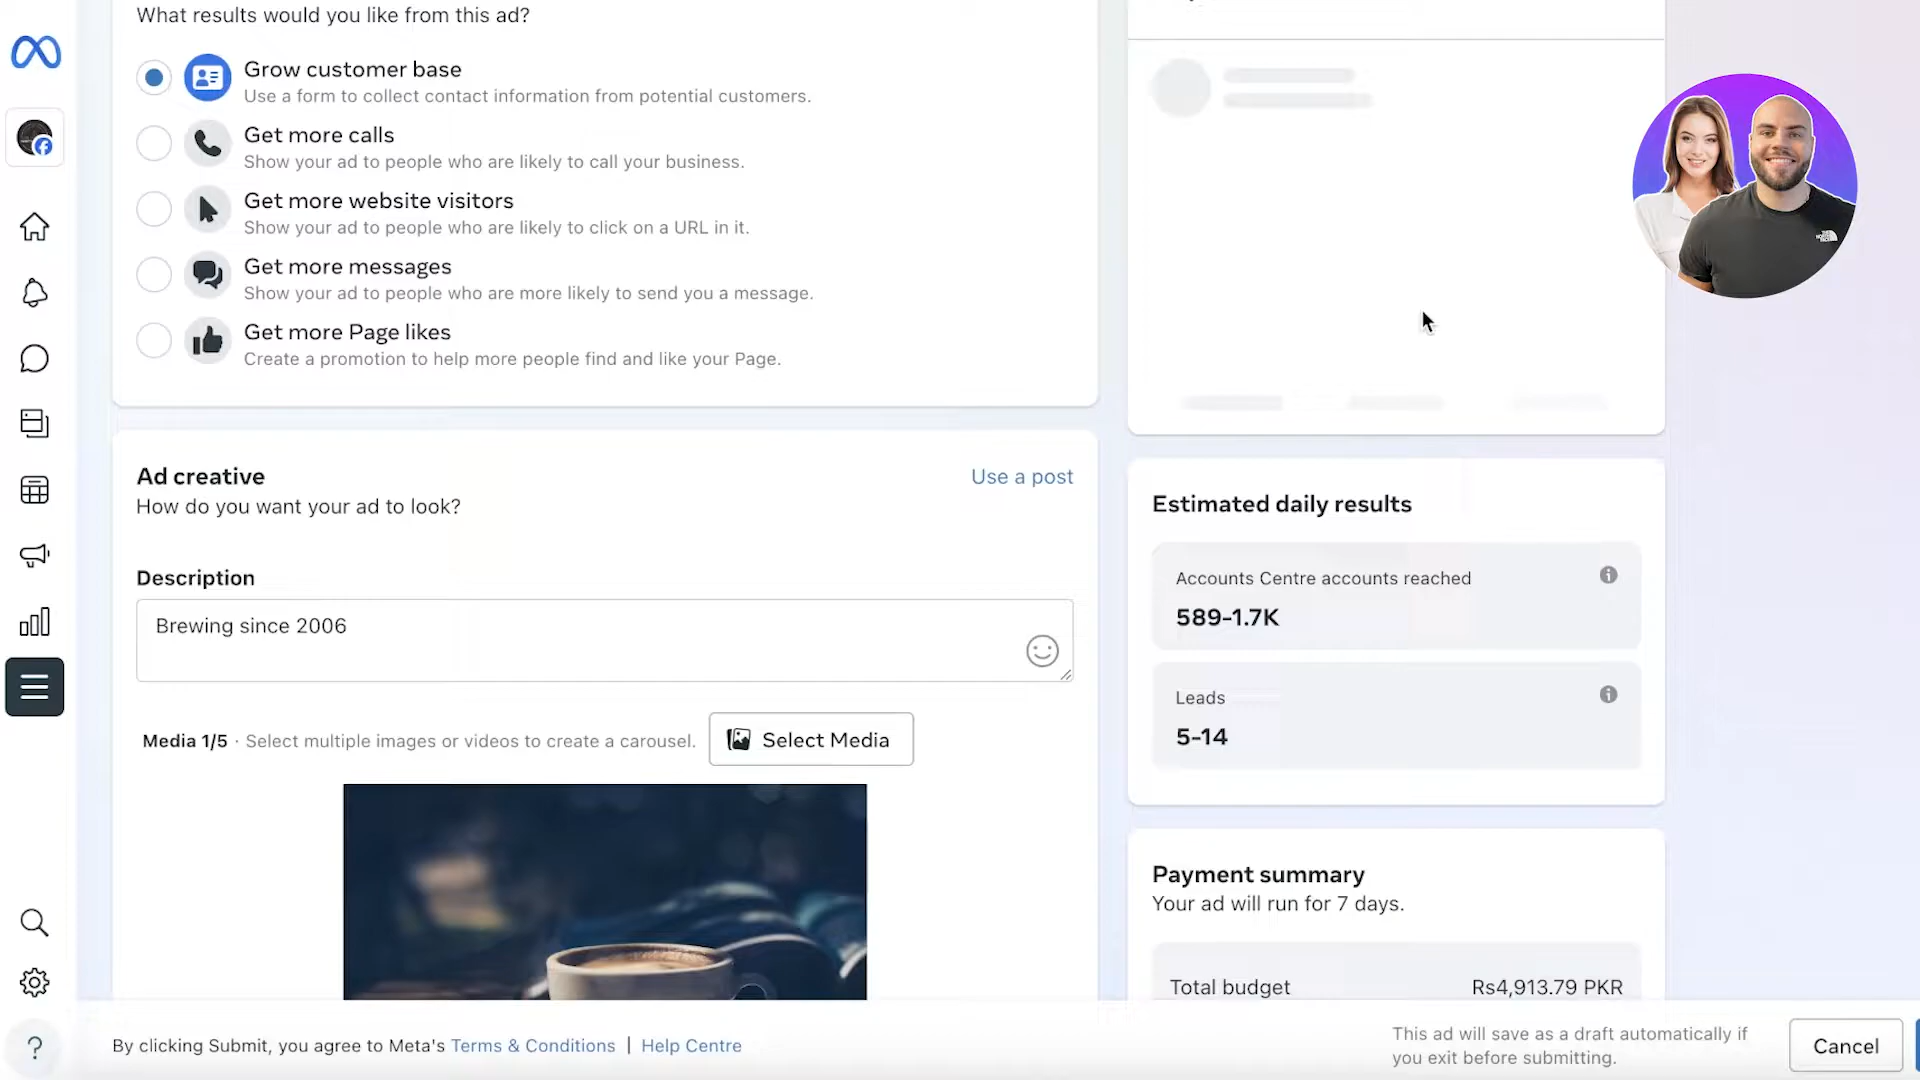 What results would you like from this ad?
Grow customer base
Use a form to collect contact information from potential customers.
Get more calls
Show your ad to people who are likely to call your business.
Get more website visitors
Show your ad to people who are likely to click on a URL in it.
Get more messages
Show your ad to people who are more likely to send you a message.
Get more Page likes
Create a promotion to help more people find and like your Page.
Ad creative
Use a post
How do you want your ad to look?
Description
Brewing since 2006
Media 1/5 · Select multiple images or videos to create a carousel.
Select Media
Estimated daily results
Accounts Centre accounts reached
589-1.7K
Leads
5-14
Payment summary
Your ad will run for 7 days.
Total budget Rs4,913.79 PKR
By clicking Submit, you agree to Meta's Terms & Conditions | Help Centre
This ad will save as a draft automatically if
you exit before submitting.
Cancel